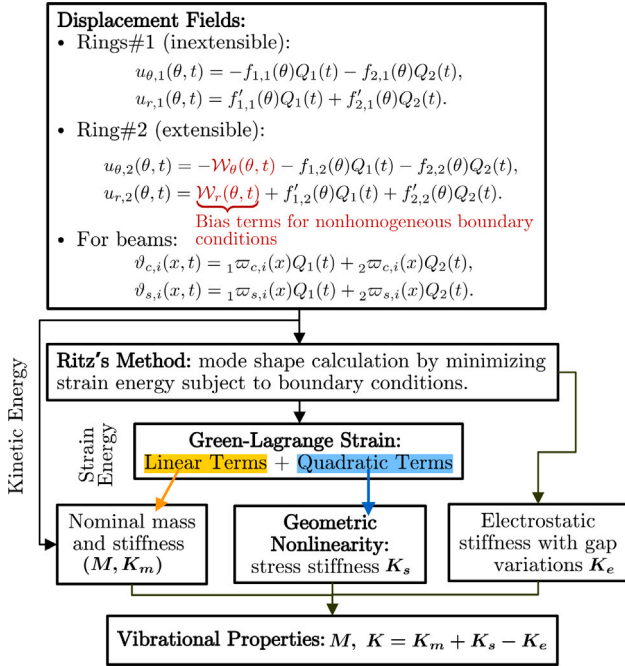 Displacement Fields:
• Rings#1 (inextensible):
u_{θ,1}(θ, t) = −f_{1,1}(θ)Q_1(t) − f_{2,1}(θ)Q_2(t),
u_{r,1}(θ, t) = f′_{1,1}(θ)Q_1(t) + f′_{2,1}(θ)Q_2(t).
• Ring#2 (extensible):
u_{θ,2}(θ, t) = −𝒲_θ(θ, t) − f_{1,2}(θ)Q_1(t) − f_{2,2}(θ)Q_2(t),
u_{r,2}(θ, t) = 𝒲_r(θ, t) + f′_{1,2}(θ)Q_1(t) + f′_{2,2}(θ)Q_2(t).
Bias terms for nonhomogeneous boundary
conditions
• For beams:
ϑ_{c,i}(x, t) = _1ϖ_{c,i}(x)Q_1(t) + _2ϖ_{c,i}(x)Q_2(t),
ϑ_{s,i}(x, t) = _1ϖ_{s,i}(x)Q_1(t) + _2ϖ_{s,i}(x)Q_2(t).
Kinetic Energy
Ritz's Method: mode shape calculation by minimizing
strain energy subject to boundary conditions.
Strain
Energy
Green-Lagrange Strain:
Linear Terms + Quadratic Terms
Nominal mass
and stiffness
(M, K_m)
Geometric
Nonlinearity:
stress stiffness K_s
Electrostatic
stiffness with gap
variations K_e
Vibrational Properties: M, K = K_m + K_s − K_e